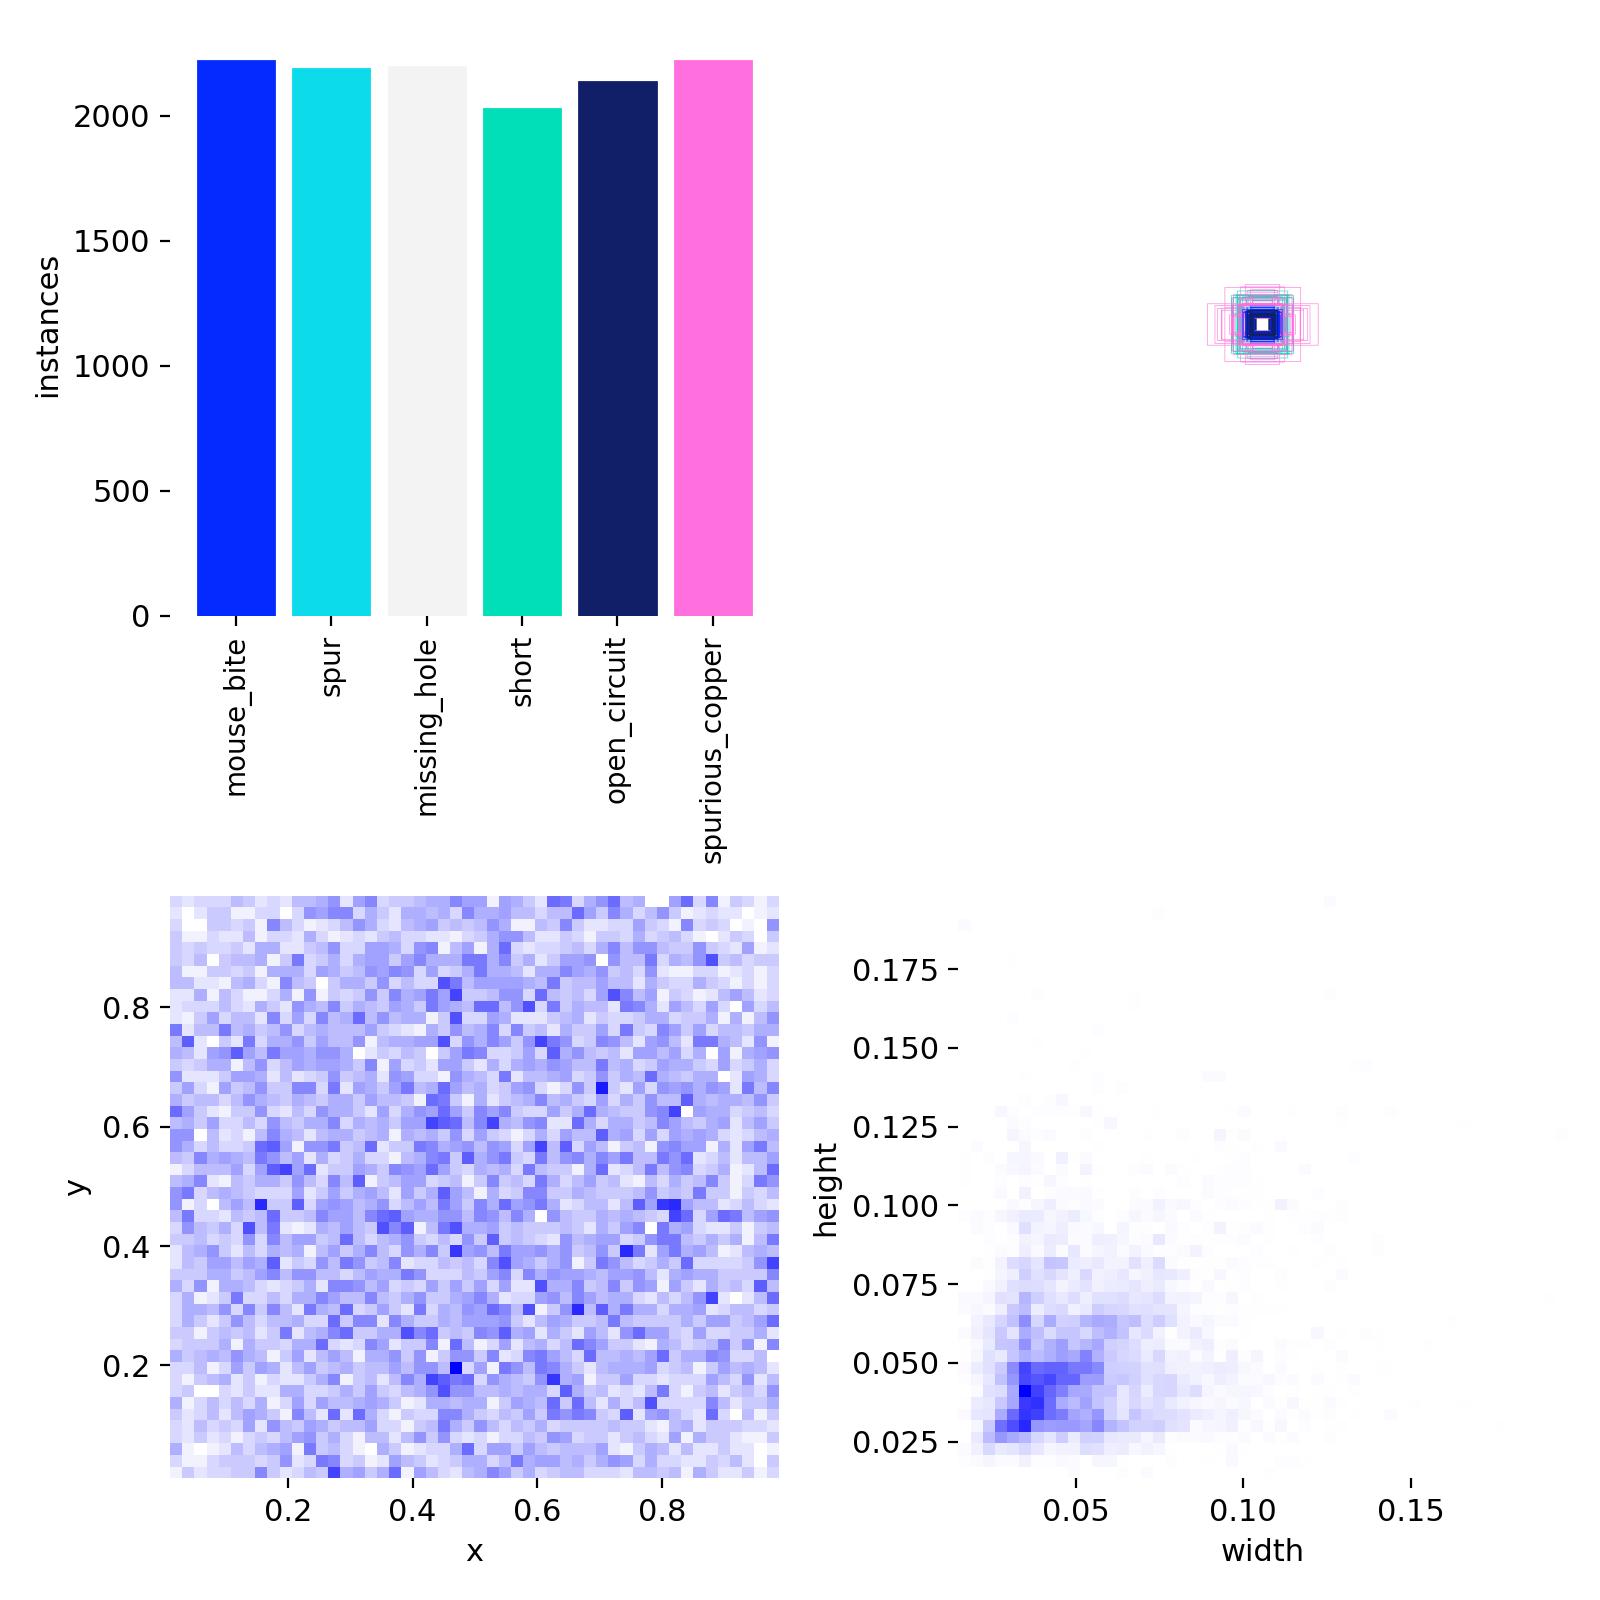 instances
2000
1500
1000
500
0
mouse_bite
spur
missing_hole
short
open_circuit
spurious_copper
y
0.8
0.6
0.4
0.2
0.2 0.4 0.6 0.8
x
height
0.175
0.150
0.125
0.100
0.075
0.050
0.025
0.05 0.10 0.15
width